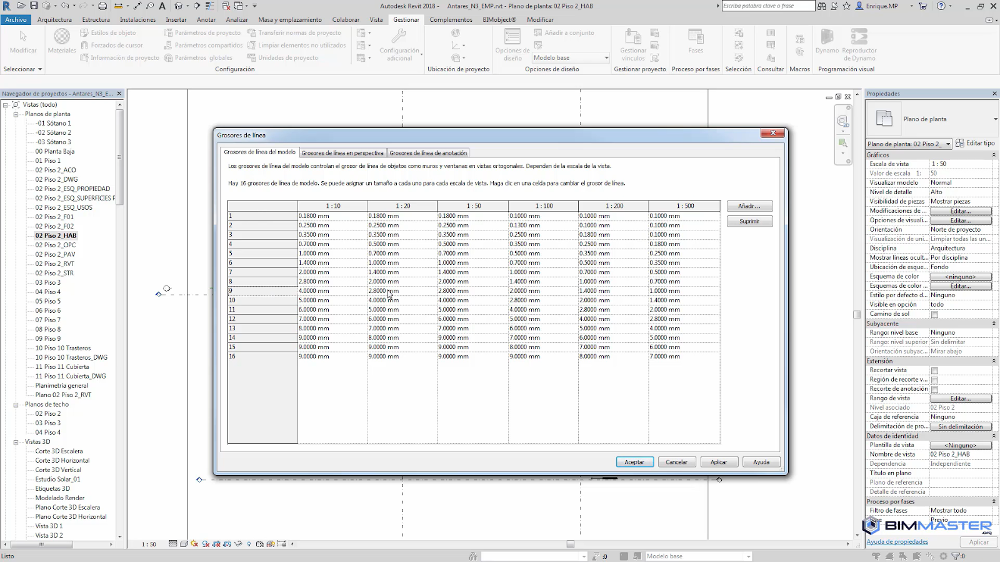 Autodesk Revit 2018 - Antares_N3_EMP.rvt - Plano de planta: 02 Piso 2_HAB
Escriba palabra clave o frase
Enrique.MP
Archivo Arquitectura Estructura Instalaciones Insertar Anotar Analizar Masa y emplazamiento Colaborar Vista Gestionar Complementos BIMobject® Modificar
Modificar
Materiales
Estilos de objeto
Forzados de cursor
Información de proyecto
Parámetros de proyecto
Parámetros compartidos
Parámetros globales
Transferir normas de proyecto
Limpiar elementos no utilizados
Unidades de proyecto
Configuración
adicional
Opciones de
diseño
Añadir a conjunto
Modelo base
Gestionar
vínculos
Fases
Dynamo
Reproductor
de Dynamo
Seleccionar
Configuración
Ubicación de proyecto
Opciones de diseño
Gestionar proyecto
Proceso por fases
Selección
Consultar
Macros
Programación visual
Navegador de proyectos - Antares_N3_E...
Vistas (todo)
Planos de planta
-01 Sótano 1
-02 Sótano 2
-03 Sótano 3
00 Planta Baja
01 Piso 1
02 Piso 2_ACO
02 Piso 2_DWG
02 Piso 2_ESQ_PROPIEDAD
02 Piso 2_ESQ_SUPERFICIES F
02 Piso 2_ESQ_USOS
02 Piso 2_F01
02 Piso 2_F02
02 Piso 2_HAB
02 Piso 2_OPC
02 Piso 2_PAV
02 Piso 2_RVT
02 Piso 2_STR
03 Piso 3
04 Piso 4
05 Piso 5
06 Piso 6
07 Piso 7
08 Piso 8
09 Piso 9
10 Piso 10 Trasteros
10 Piso 10 Trasteros_DWG
11 Piso 11 Cubierta
11 Piso 11 Cubierta_DWG
Planimetría general
Plano 02 Piso 2_RVT
Planos de techo
02 Piso 2
03 Piso 3
04 Piso 4
Vistas 3D
Corte 3D Escalera
Corte 3D Horizontal
Corte 3D Vertical
Estudio Solar_01
Etiquetas 3D
Modelado Render
Plano Corte 3D Escalera
Plano Corte 3D Horizontal
Vista 3D 1
Vista 3D 2
Grosores de línea
Grosores de línea del modelo
Grosores de línea en perspectiva
Grosores de línea de anotación
Los grosores de línea del modelo controlan el grosor de línea de objetos como muros y ventanas en vistas ortogonales. Dependen de la escala de la vista.
Hay 16 grosores de línea de modelo. Se puede asignar un tamaño a cada uno para cada escala de vista. Haga clic en una celda para cambiar el grosor de línea.
1 : 10 1 : 20 1 : 50 1 : 100 1 : 200 1 : 500
1 0.1800 mm 0.1800 mm 0.1800 mm 0.1000 mm 0.1000 mm 0.1000 mm
2 0.2500 mm 0.2500 mm 0.2500 mm 0.1300 mm 0.1000 mm 0.1000 mm
3 0.3500 mm 0.3500 mm 0.3500 mm 0.2500 mm 0.1800 mm 0.1000 mm
4 0.7000 mm 0.5000 mm 0.5000 mm 0.3500 mm 0.2500 mm 0.1800 mm
5 1.0000 mm 0.7000 mm 0.7000 mm 0.5000 mm 0.3500 mm 0.2500 mm
6 1.4000 mm 1.0000 mm 1.0000 mm 0.7000 mm 0.5000 mm 0.3500 mm
7 2.0000 mm 1.4000 mm 1.4000 mm 1.0000 mm 0.7000 mm 0.5000 mm
8 2.8000 mm 2.0000 mm 2.0000 mm 1.4000 mm 1.0000 mm 0.7000 mm
9 4.0000 mm 2.8000 mm 2.8000 mm 2.0000 mm 1.4000 mm 1.0000 mm
10 5.0000 mm 4.0000 mm 4.0000 mm 2.8000 mm 2.0000 mm 1.4000 mm
11 6.0000 mm 5.0000 mm 5.0000 mm 4.0000 mm 2.8000 mm 2.0000 mm
12 7.0000 mm 6.0000 mm 6.0000 mm 5.0000 mm 4.0000 mm 2.8000 mm
13 8.0000 mm 7.0000 mm 7.0000 mm 6.0000 mm 5.0000 mm 4.0000 mm
14 9.0000 mm 8.0000 mm 9.0000 mm 7.0000 mm 6.0000 mm 5.0000 mm
15 9.0000 mm 9.0000 mm 9.0000 mm 8.0000 mm 7.0000 mm 6.0000 mm
16 9.0000 mm 9.0000 mm 9.0000 mm 9.0000 mm 8.0000 mm 7.0000 mm
Añadir...
Suprimir
Aceptar Cancelar Aplicar Ayuda
Propiedades
Plano de planta
Plano de planta: 02 Piso 2_
Editar tipo
Gráficos
Escala de vista 1 : 50
Valor de escala 1: 50
Visualizar modelo Normal
Nivel de detalle Alto
Visibilidad de piezas Mostrar piezas
Modificaciones de ... Editar...
Opciones de visuali... Editar...
Orientación Norte de proyecto
Visualización de uni... Limpiar todas las un...
Disciplina Arquitectura
Mostrar líneas ocult... Por disciplina
Ubicación de esque... Fondo
Esquema de color <ninguno>
Esquemas de color ... Editar...
Estilo por defecto d... Ninguno
Visible en opción todo
Camino de sol
Subyacente
Rango: nivel base Ninguno
Rango: nivel superior Sin delimitar
Orientación subyac... Mirar abajo
Extensión
Recortar vista
Región de recorte v...
Recorte de anotación
Rango de vista Editar...
Nivel asociado 02 Piso 2
Caja de referencia Ninguno
Delimitación de pro... Sin delimitación
Datos de identidad
Plantilla de vista <Ninguno>
Nombre de vista 02 Piso 2_HAB
Dependencia Independiente
Título en plano
Plano de referencia
Detalle de referencia
Proceso por fases
Filtro de fases Mostrar todo
Previo
BIMMASTER
.org
Ayuda de propiedades
Aplicar
1 : 50
Listo
:0
Modelo base
:0